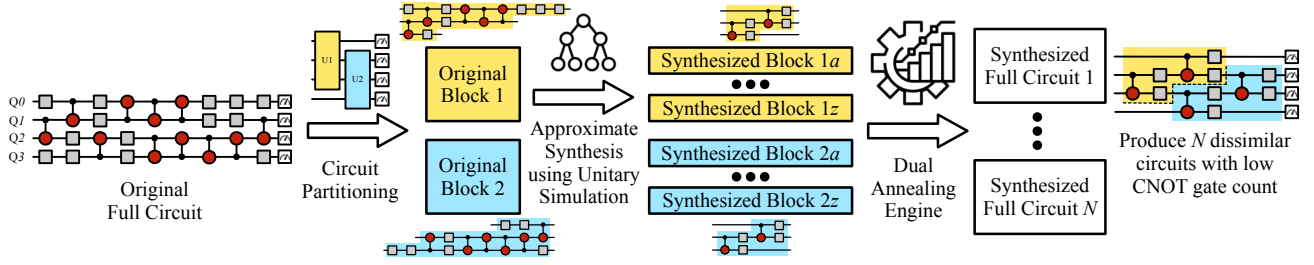 Q0
Q1
Q2
Q3
Original
Full Circuit
U1
U2
Circuit
Partitioning
Original
Block 1
Original
Block 2
Approximate
Synthesis
using Unitary
Simulation
Synthesized Block 1a
Synthesized Block 1z
Synthesized Block 2a
Synthesized Block 2z
Dual
Annealing
Engine
Synthesized
Full Circuit 1
Synthesized
Full Circuit N
Produce N dissimilar
circuits with low
CNOT gate count